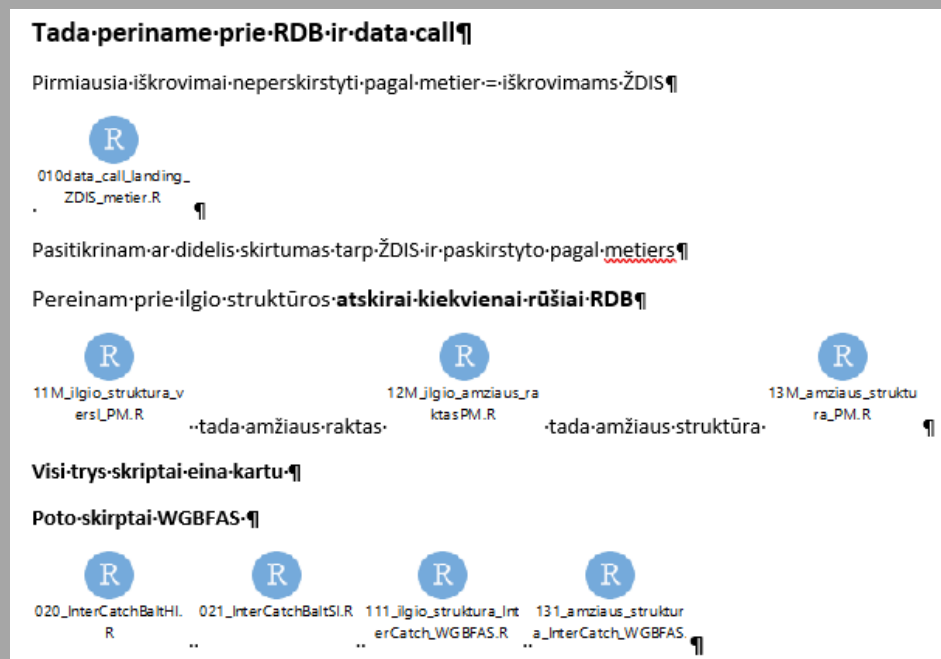 Tada·periname·prie·RDB·ir·data·call¶
Pirmiausia·iškrovimai·neperskirstyti·pagal·metier·=·iškrovimams·ŽDIS¶
R
010data_call_landing_
ZDIS_metier.R
· ¶
Pasitikrinam·ar·didelis·skirtumas·tarp·ŽDIS·ir·paskirstyto·pagal·metiers¶
Pereinam·prie·ilgio·struktūros·atskirai·kiekvienai·rūšiai·RDB¶
R R R
11M_ilgio_struktura_v 12M_ilgio_amziaus_ra 13M_amziaus_struktu
ersI_PM.R ktasPM.R ra_PM.R
··tada·amžiaus·raktas· ·tada·amžiaus·struktūra· ¶
Visi·trys·skriptai·eina·kartu·¶
Poto·skirptai·WGBFAS·¶
R R R R
020_InterCatchBaltHI. 021_InterCatchBaltSI.R 111_ilgio_struktura_Int 131_amziaus_struktur
R erCatch_WGBFAS.R a_InterCatch_WGBFAS.
·· ·· ·· ¶